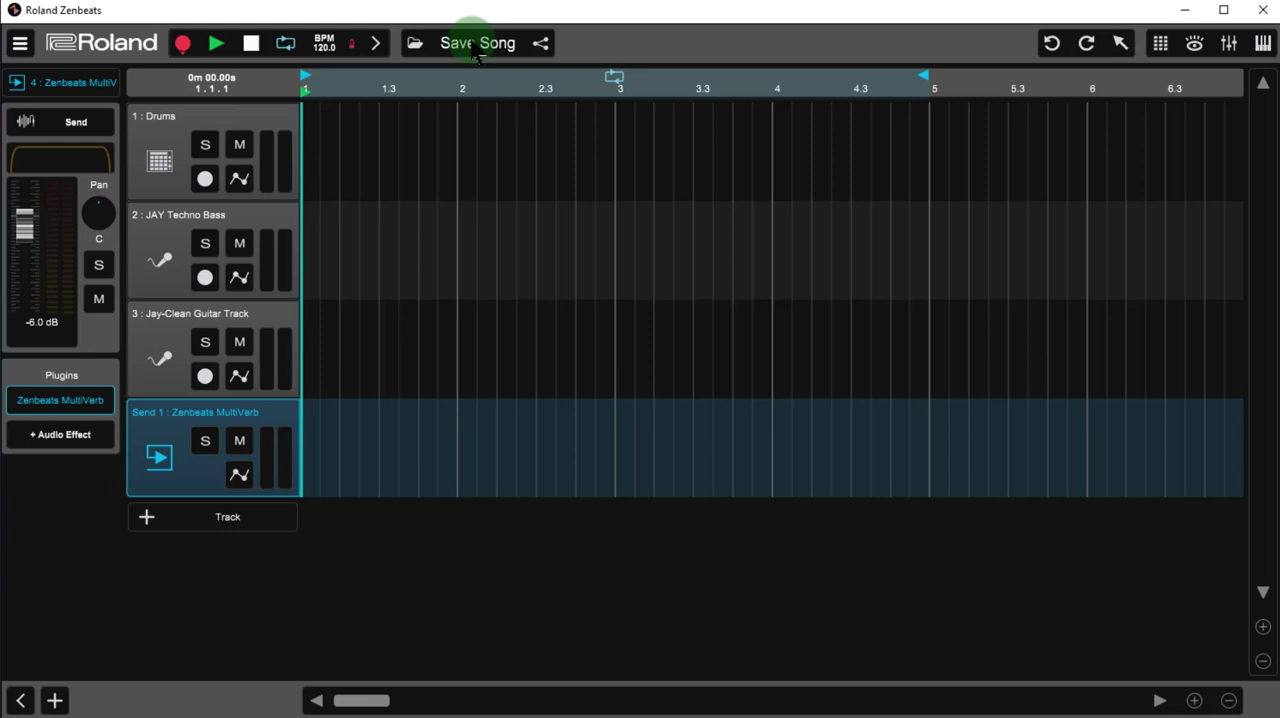 Roland Zenbeats
Roland
BPM
120.0
Save Song
4 : Zenbeats MultiV
0m 00.00s
1 . 1 . 1
1 1.3 2 2.3 3 3.3 4 4.3 5 5.3 6 6.3
Send
Pan
C
S
M
-6.0 dB
Plugins
Zenbeats MultiVerb
+ Audio Effect
1 : Drums
S M
2 : JAY Techno Bass
S M
3 : Jay-Clean Guitar Track
S M
Send 1 : Zenbeats MultiVerb
S M
Track